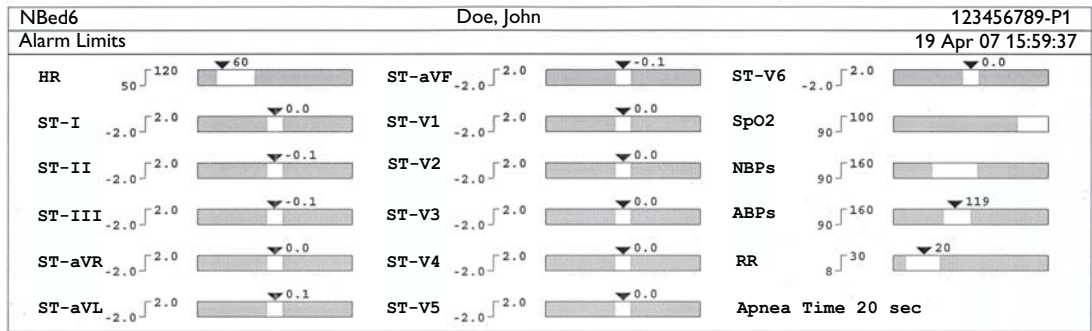 NBed6 Doe, John 123456789-P1
Alarm Limits 19 Apr 07 15:59:37
HR 50 120 60 ST-aVF -2.0 2.0 -0.1 ST-V6 -2.0 2.0 0.0
ST-I -2.0 2.0 0.0 ST-V1 -2.0 2.0 0.0 SpO2 90 100
ST-II -2.0 2.0 -0.1 ST-V2 -2.0 2.0 0.0 NBPs 90 160
ST-III -2.0 2.0 -0.1 ST-V3 -2.0 2.0 0.0 ABPs 90 160 119
ST-aVR -2.0 2.0 0.0 ST-V4 -2.0 2.0 0.0 RR 8 30 20
ST-aVL -2.0 2.0 0.1 ST-V5 -2.0 2.0 0.0 Apnea Time 20 sec